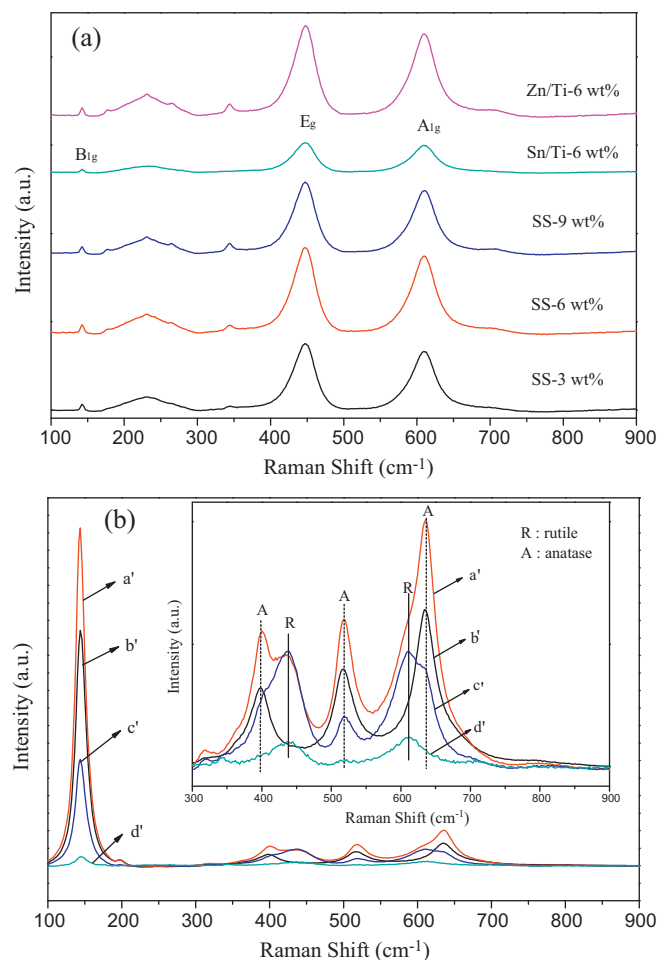 (a)
Zn/Ti-6 wt%
Eg
A1g
B1g
Sn/Ti-6 wt%
SS-9 wt%
SS-6 wt%
SS-3 wt%
Intensity (a.u.)
100 200 300 400 500 600 700 800 900
Raman Shift (cm-1)
(b)
A
R : rutile
A : anatase
a'
A
R
A
R
b'
c'
d'
Intensity (a.u.)
300 400 500 600 700 800 900
Raman Shift (cm-1)
a'
b'
c'
d'
Intensity (a.u.)
100 200 300 400 500 600 700 800 900
Raman Shift (cm-1)